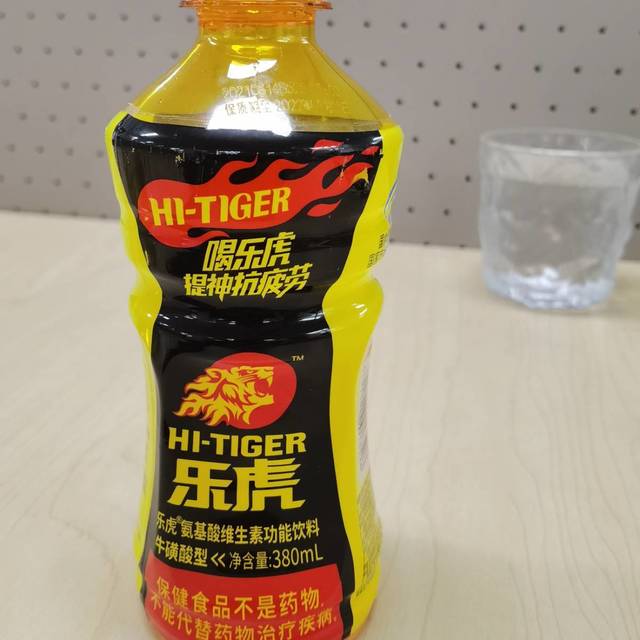 HI-TIGER
喝乐虎
提神抗疲劳
TM
HI-TIGER
乐虎
乐虎®氨基酸维生素功能饮料
牛磺酸型《净含量:380mL
保健食品不是药物,
不能代替药物治疗疾病。